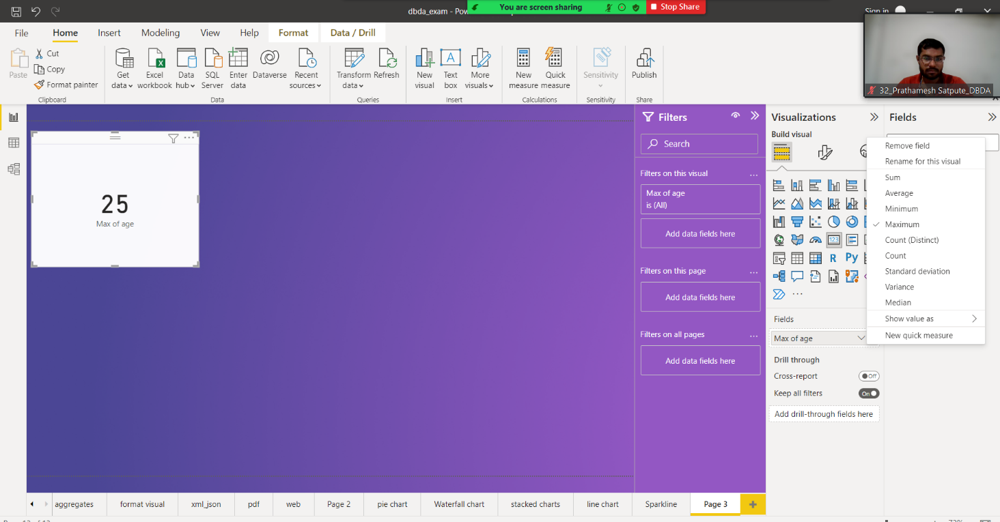 dbda_exam - Pow
You are screen sharing
Stop Share
Sign in
File
Home
Insert
Modeling
View
Help
Format
Data / Drill
Paste
Cut
Copy
Format painter
Clipboard
Get data
Excel workbook
Data hub
SQL Server
Enter data
Dataverse
Recent sources
Data
Transform data
Refresh
Queries
New visual
Text box
More visuals
Insert
New measure
Quick measure
Calculations
Sensitivity
Sensitivity
Publish
Share
32_Prathamesh Satpute_DBDA
25
Max of age
Filters
Search
Filters on this visual
Max of age
is (All)
Add data fields here
Filters on this page
Add data fields here
Filters on all pages
Add data fields here
Visualizations
Build visual
123
R
Py
Fields
Max of age
Drill through
Cross-report
Off
Keep all filters
On
Add drill-through fields here
Fields
Remove field
Rename for this visual
Sum
Average
Minimum
Maximum
Count (Distinct)
Count
Standard deviation
Variance
Median
Show value as
New quick measure
aggregates
format visual
xml_json
pdf
web
Page 2
pie chart
Waterfall chart
stacked charts
line chart
Sparkline
Page 3